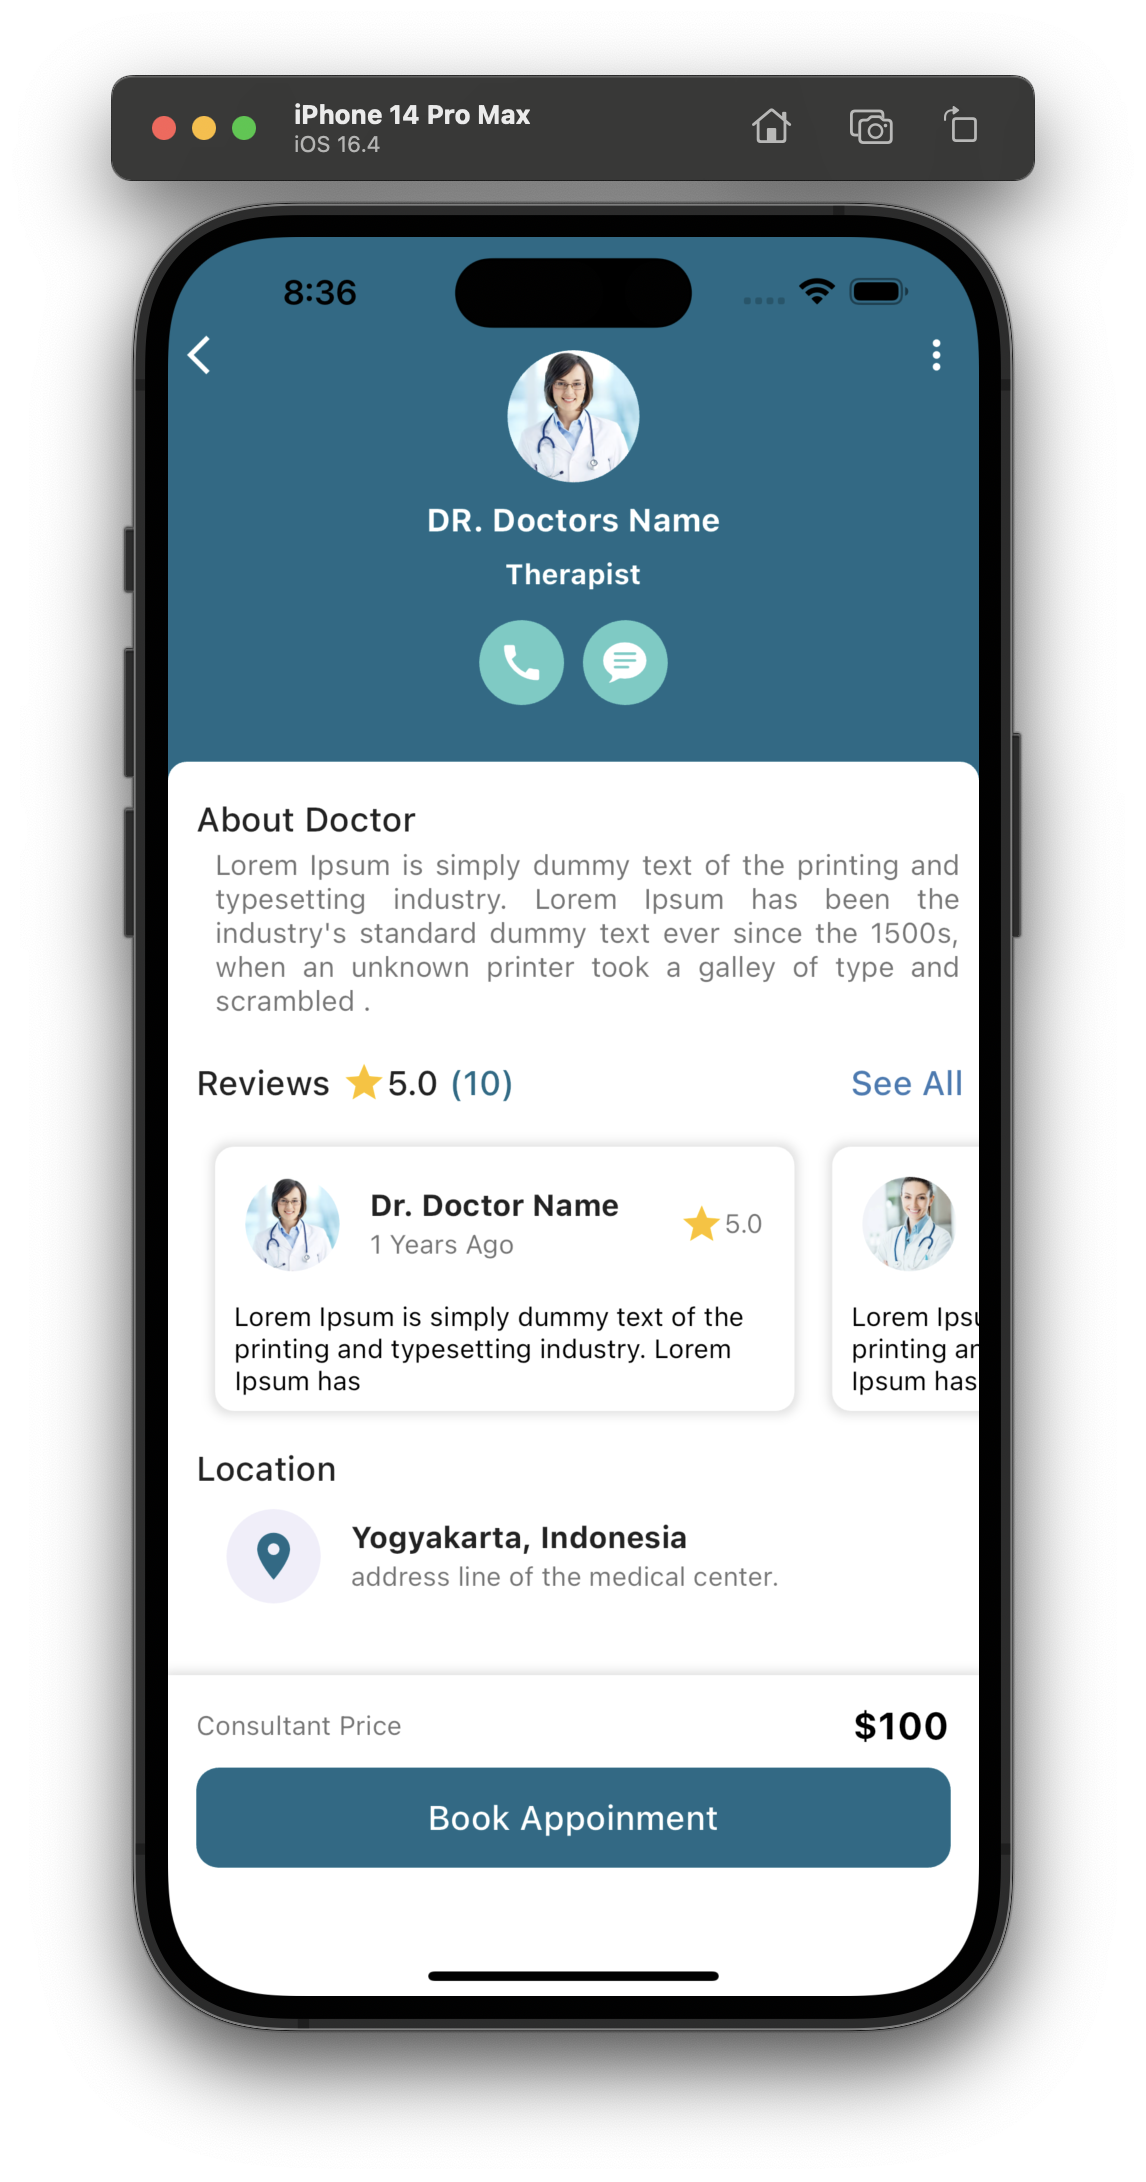 iPhone 14 Pro Max
iOS 16.4
8:36
DR. Doctors Name
Therapist
About Doctor
Lorem Ipsum is simply dummy text of the printing and
typesetting industry. Lorem Ipsum has been the
industry's standard dummy text ever since the 1500s,
when an unknown printer took a galley of type and
scrambled .
Reviews 5.0 (10) See All
Dr. Doctor Name
1 Years Ago
5.0
Lorem Ipsum is simply dummy text of the
printing and typesetting industry. Lorem
Ipsum has
Lorem Ipsu
printing an
Ipsum has
Location
Yogyakarta, Indonesia
address line of the medical center.
Consultant Price $100
Book Appoinment